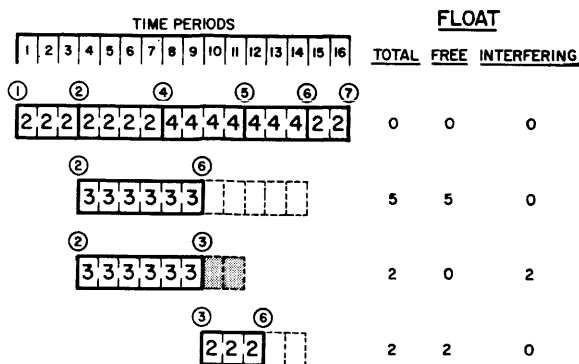 TIME PERIODS
FLOAT
1 2 3 4 5 6 7 8 9 10 11 12 13 14 15 16
TOTAL FREE INTERFERING
1 2 4 5 6 7
2 2 2 2 2 2 2 4 4 4 4 4 4 4 2 2 0 0 0
2 6
3 3 3 3 3 3 5 5 0
2 3
3 3 3 3 3 3 2 0 2
3 6
2 2 2 2 2 0